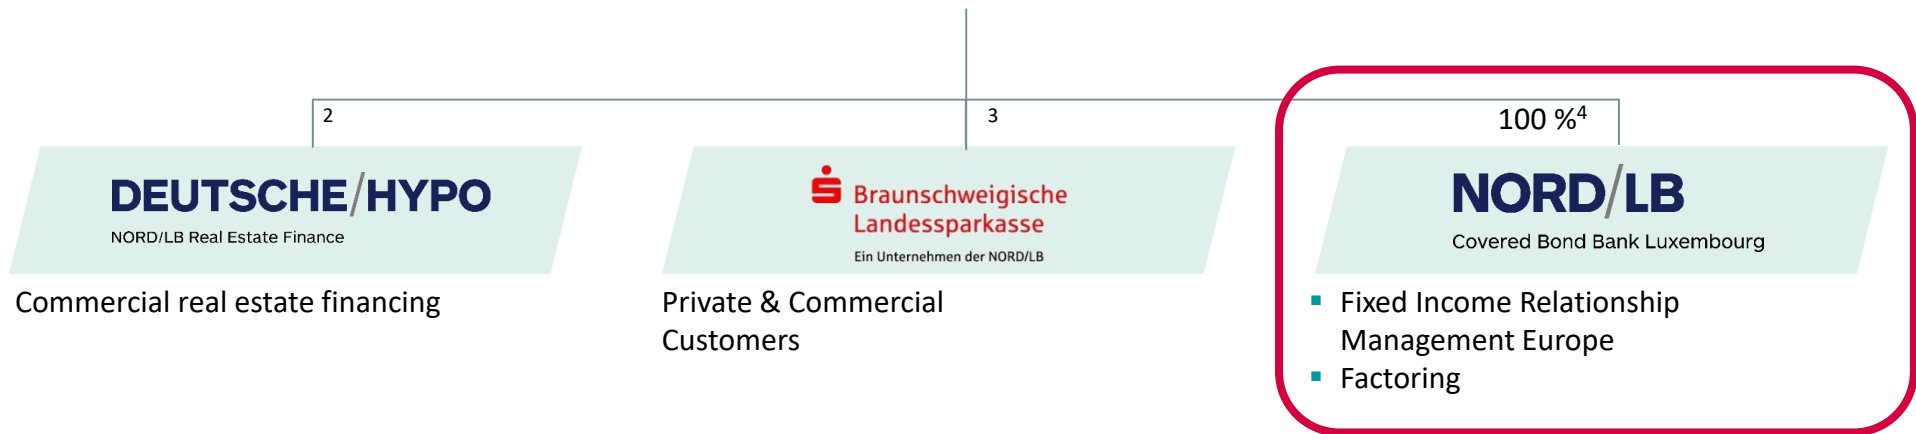 2
3
100 %4
DEUTSCHE/HYPO
NORD/LB Real Estate Finance
Braunschweigische
Landessparkasse
Ein Unternehmen der NORD/LB
NORD/LB
Covered Bond Bank Luxembourg
Commercial real estate financing
Private & Commercial
Customers
▪ Fixed Income Relationship
Management Europe
▪ Factoring